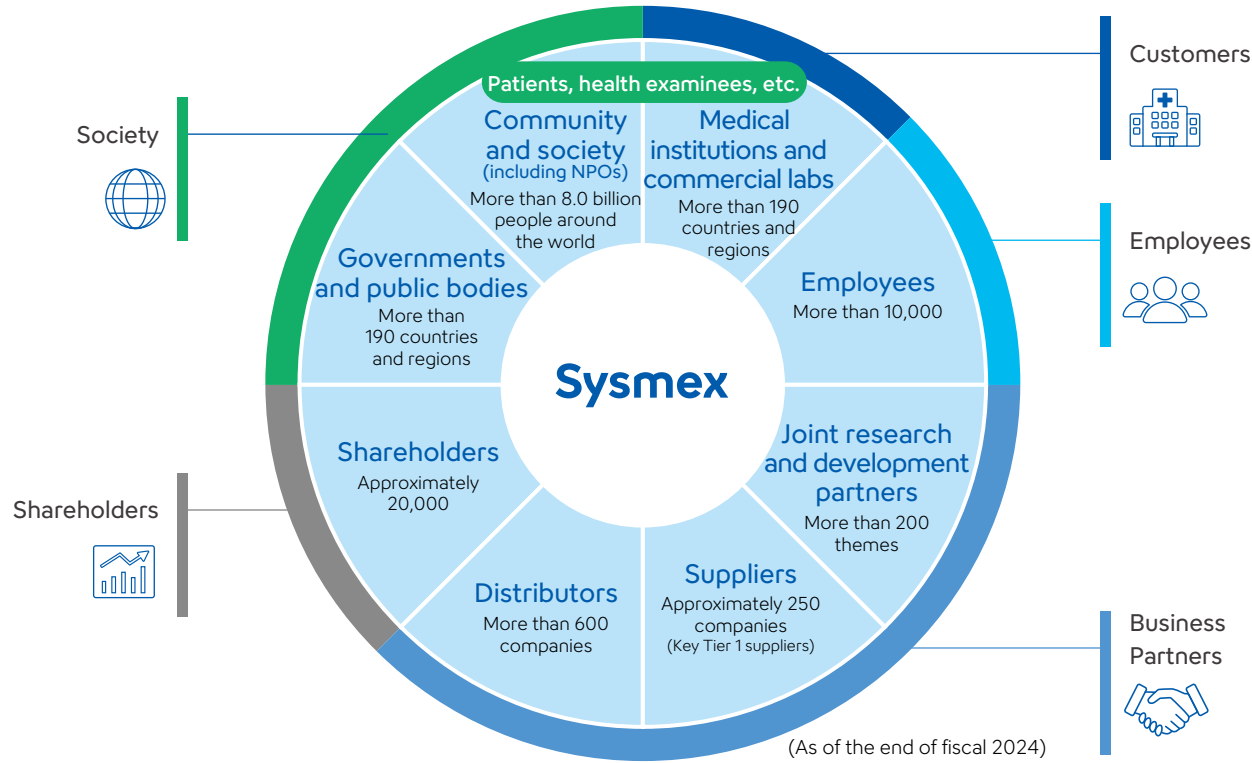 Patients, health examinees, etc.
Community
and society
(including NPOs)
More than 8.0 billion
people around
the world
Medical
institutions and
commercial labs
More than 190
countries and
regions
Customers
Society
Governments
and public bodies
More than
190 countries
and regions
Employees
More than 10,000
Employees
Sysmex
Shareholders
Approximately
20,000
Joint research
and development
partners
More than 200
themes
Shareholders
Distributors
More than 600
companies
Suppliers
Approximately 250
companies
(Key Tier 1 suppliers)
Business
Partners
(As of the end of fiscal 2024)